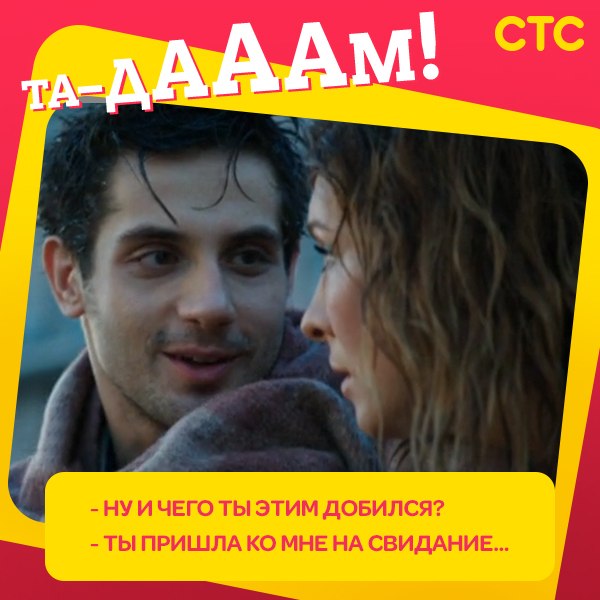 ТА-ДАААМ!
СТС
- НУ И ЧЕГО ТЫ ЭТИМ ДОБИЛСЯ?
- ТЫ ПРИШЛА КО МНЕ НА СВИДАНИЕ...